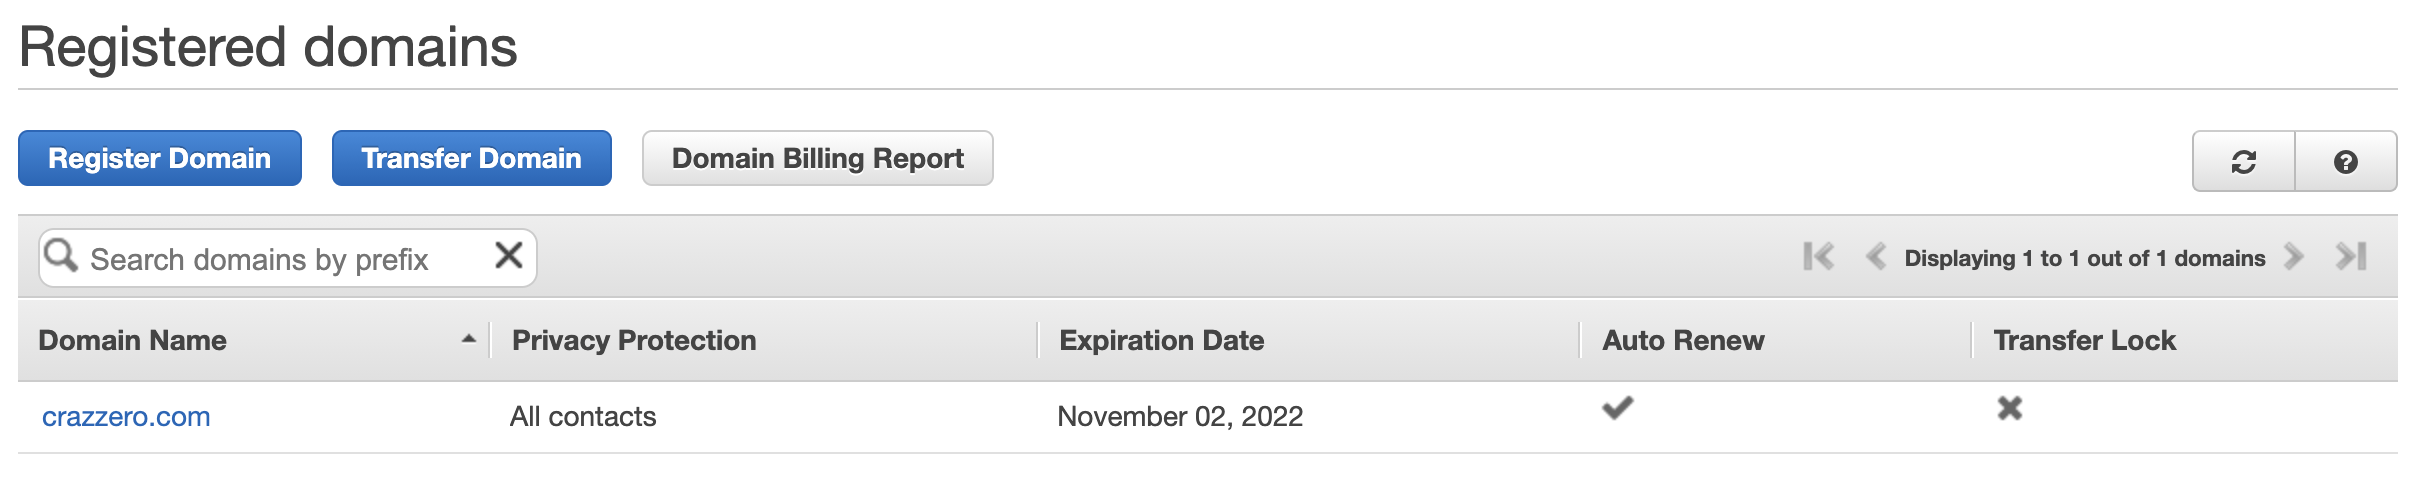 Registered domains
Register Domain Transfer Domain Domain Billing Report
Search domains by prefix Displaying 1 to 1 out of 1 domains
Domain Name Privacy Protection Expiration Date Auto Renew Transfer Lock
crazzero.com All contacts November 02, 2022